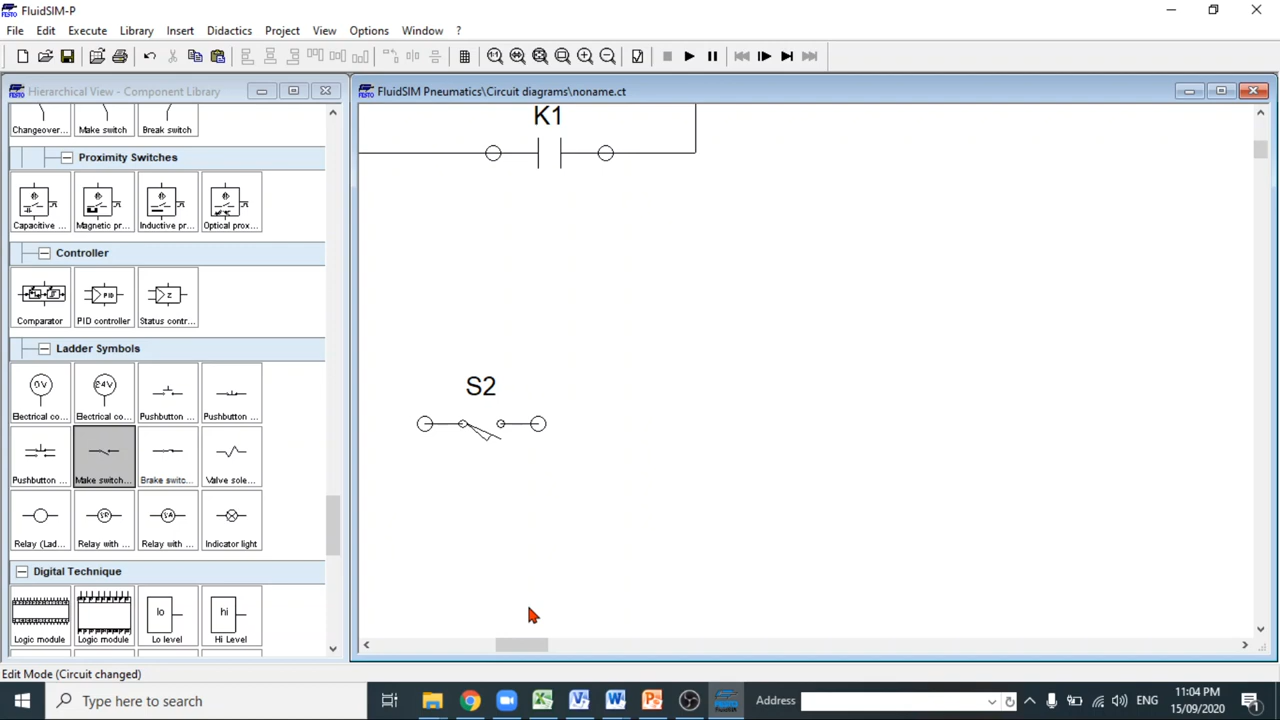 FluidSIM-P
File Edit Execute Library Insert Didactics Project View Options Window ?
Hierarchical View - Component Library
Changeover... Make switch Break switch
Proximity Switches
Capacitive ... Magnetic pr... Inductive pr... Optical prox...
Controller
Comparator PID controller Status contr...
Ladder Symbols
0V 24V
Electrical co... Electrical co... Pushbutton ... Pushbutton ...
Pushbutton ... Make switch... Brake switc... Valve sole...
Relay (Lad... Relay with ... Relay with ... Indicator light
Digital Technique
lo hi
Logic module Logic module Lo level Hi Level
FluidSIM Pneumatics\Circuit diagrams\noname.ct
K1
S2
Edit Mode (Circuit changed)
Type here to search
Address
ENG
11:04 PM
15/09/2020